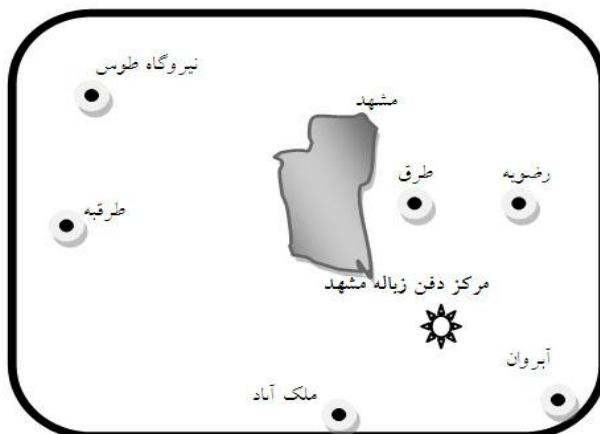 نیروگاه طوس
مشهد
رضویه
طرق
طرقبه
مرکز دفن زباله مشهد
آبروان
ملک آباد